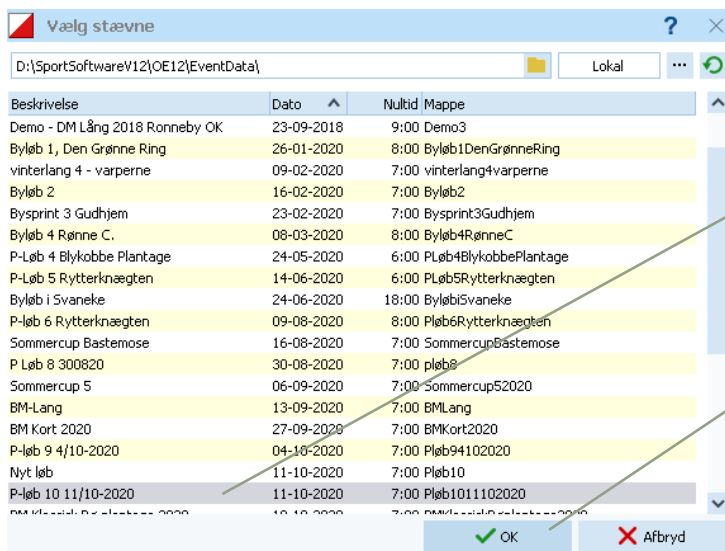 Vælg stævne ?
D:\SportSoftwareV12\OE12\EventData\ Lokal ...
Beskrivelse Dato Nultid Mappe
Demo - DM Lång 2018 Ronneby OK 23-09-2018 9:00 Demo3
Byløb 1, Den Grønne Ring 26-01-2020 8:00 Byløb1DenGrønneRing
vinterlang 4 - varperne 09-02-2020 7:00 vinterlang4varperne
Byløb 2 16-02-2020 7:00 Byløb2
Bysprint 3 Gudhjem 23-02-2020 7:00 Bysprint3Gudhjem
Byløb 4 Rønne C. 08-03-2020 8:00 Byløb4RønneC
P-Løb 4 Blykobbe Plantage 24-05-2020 6:00 PLøb4BlykobbePlantage
P-Løb 5 Rytterknægten 14-06-2020 6:00 PLøb5Rytterknægten
Byløb i Svaneke 24-06-2020 18:00 ByløbiSvaneke
P-løb 6 Rytterknægten 09-08-2020 8:00 Pløb6Rytterknægten
Sommercup Bastemose 16-08-2020 7:00 SommercupBastemose
P Løb 8 300820 30-08-2020 7:00 pløb8
Sommercup 5 06-09-2020 7:00 Sommercup52020
BM-Lang 13-09-2020 7:00 BMLang
BM Kort 2020 27-09-2020 7:00 BMKort2020
P-løb 9 4/10-2020 04-10-2020 7:00 Pløb94102020
Nyt løb 11-10-2020 7:00 Pløb10
P-løb 10 11/10-2020 11-10-2020 7:00 Pløb1011102020
OK Afbryd